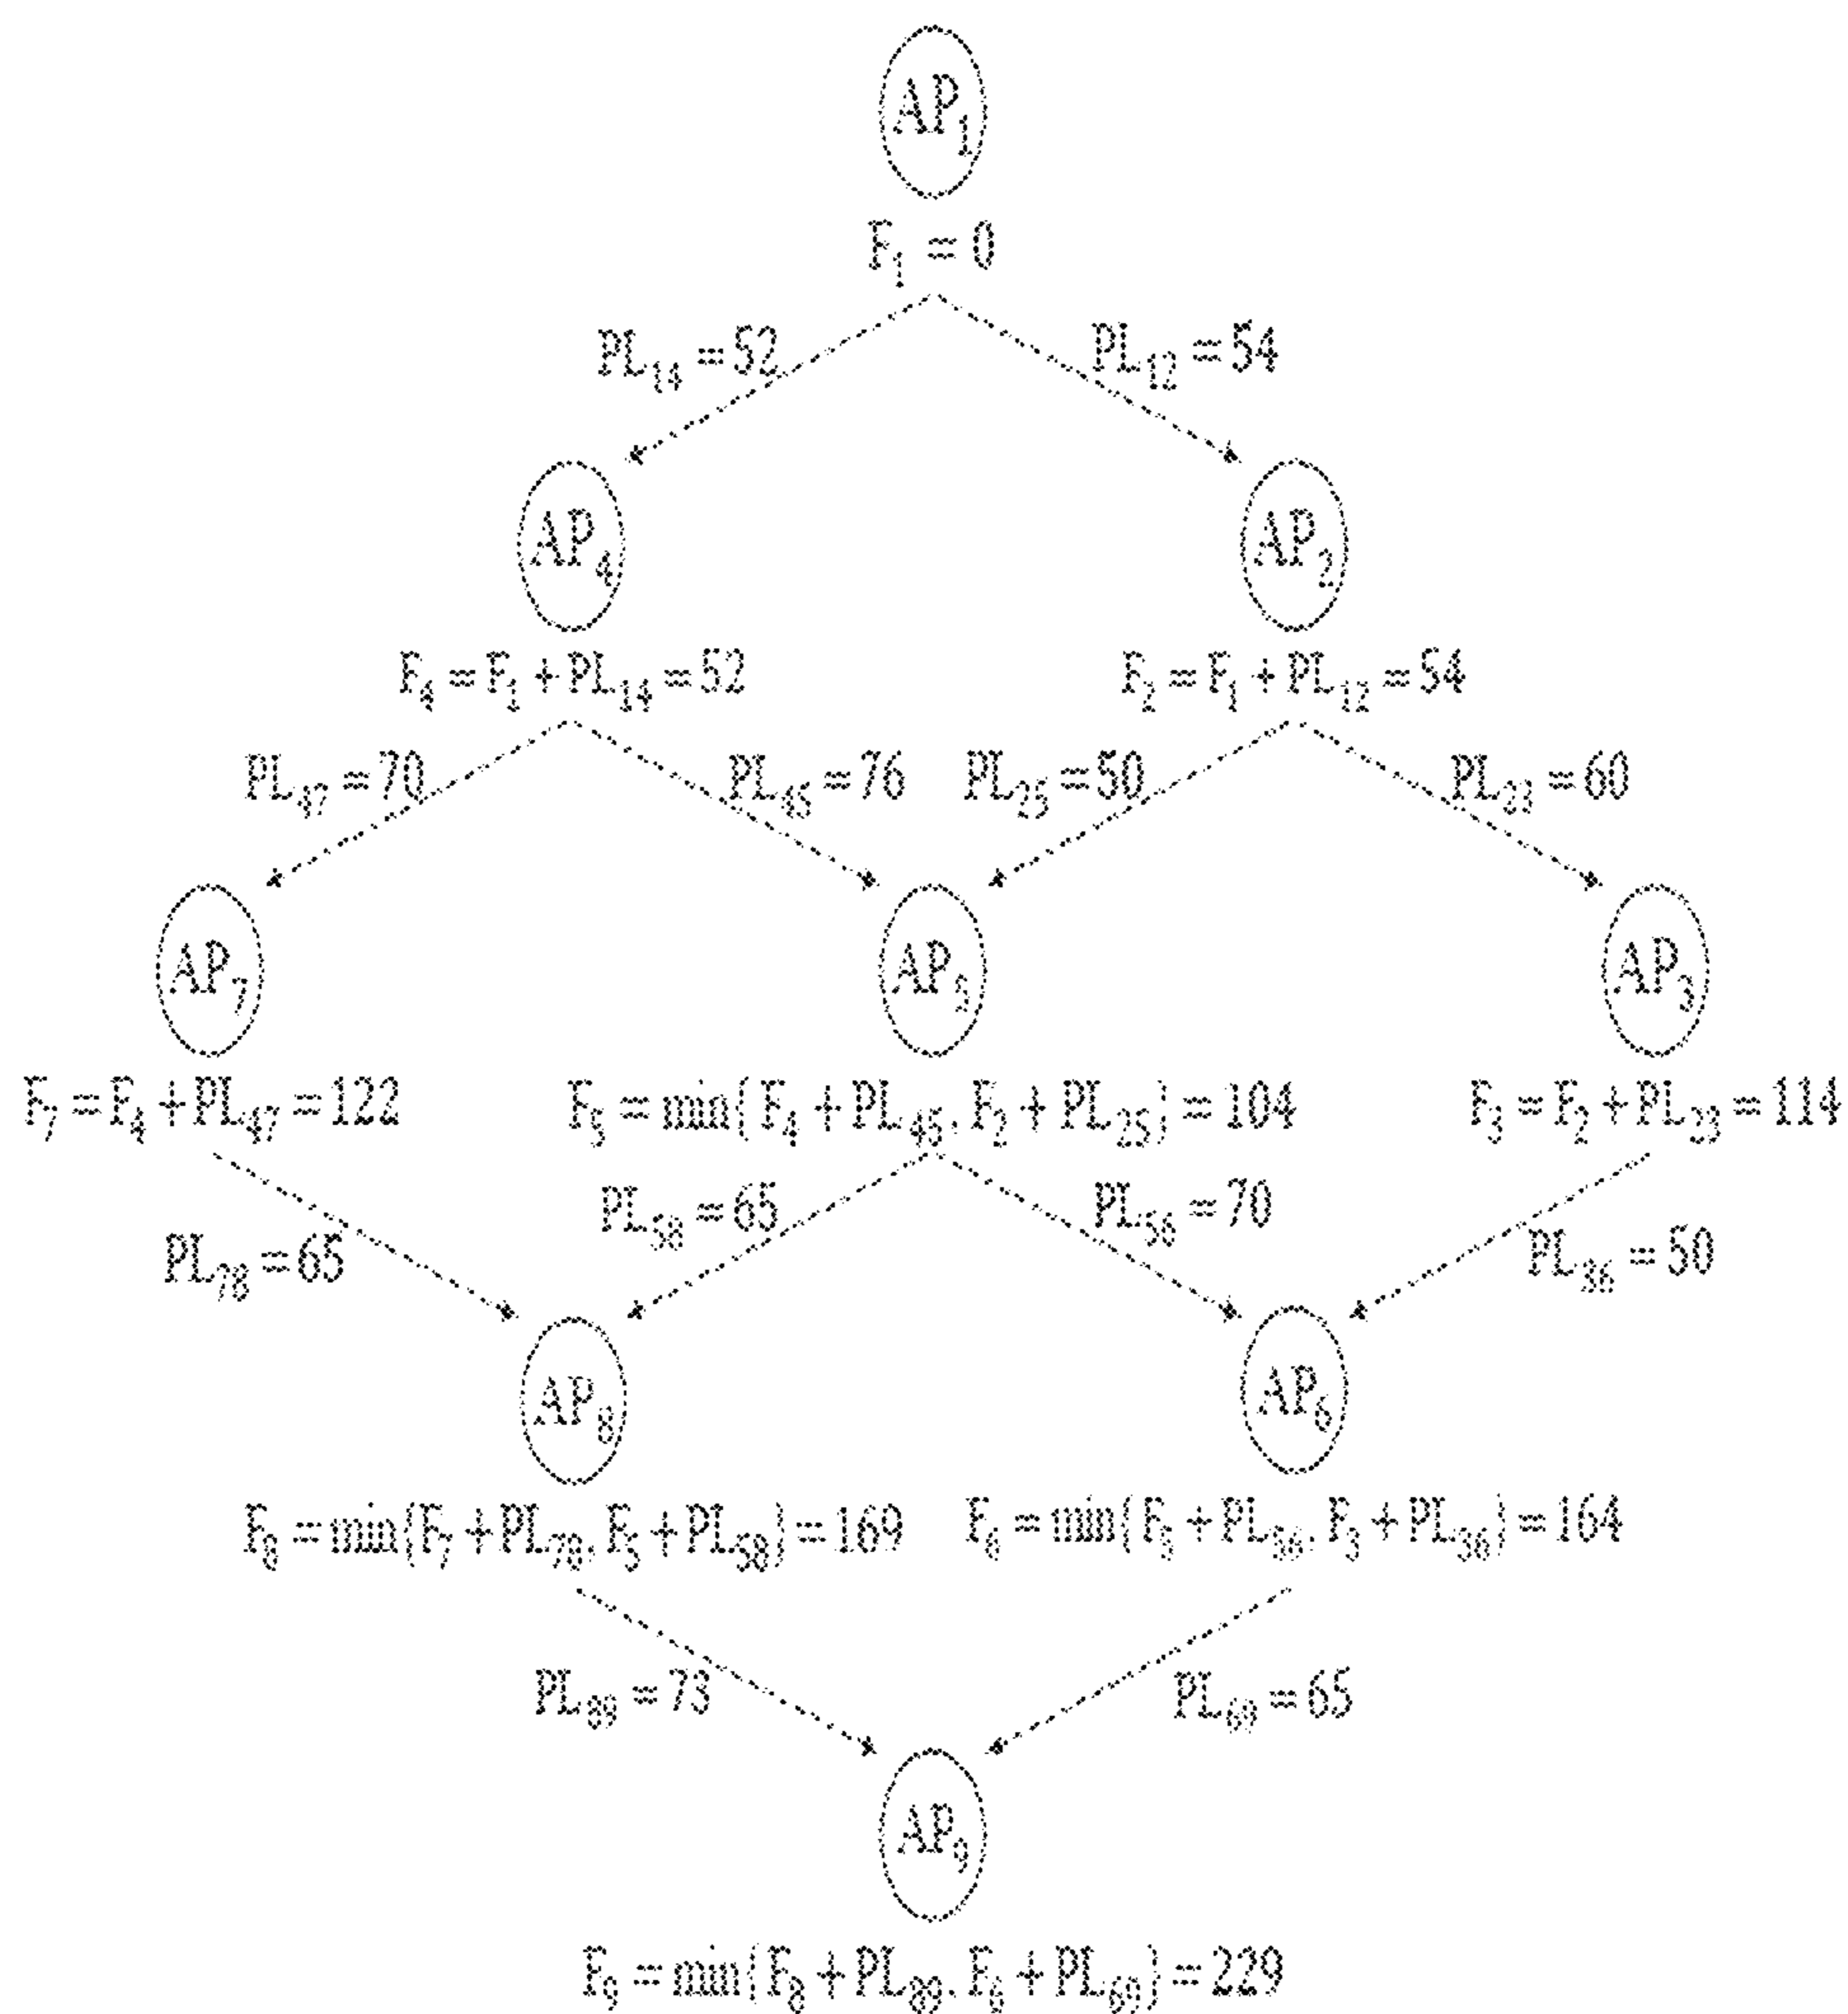 AP₁
F₁ = 0
PL₁₄ = 52 PL₁₂ = 54
AP₄ AP₂
F₄ = F₁ + PL₁₄ = 52 F₂ = F₁ + PL₁₂ = 54
PL₄₇ = 70 PL₄₅ = 76 PL₂₅ = 50 PL₂₃ = 60
AP₇ AP₅ AP₃
F₇ = F₄ + PL₄₇ = 122 F₅ = min{F₄ + PL₄₅, F₂ + PL₂₅} = 104 F₃ = F₂ + PL₂₃ = 114
PL₅₈ = 65 PL₅₆ = 70
PL₇₈ = 65 PL₃₆ = 50
AP₈ AP₆
F₈ = min{F₇ + PL₇₈, F₅ + PL₅₈} = 169 F₆ = min{F₅ + PL₅₆, F₃ + PL₃₆} = 164
PL₈₉ = 73 PL₆₉ = 65
AP₉
F₉ = min{F₈ + PL₈₉, F₆ + PL₆₉} = 229